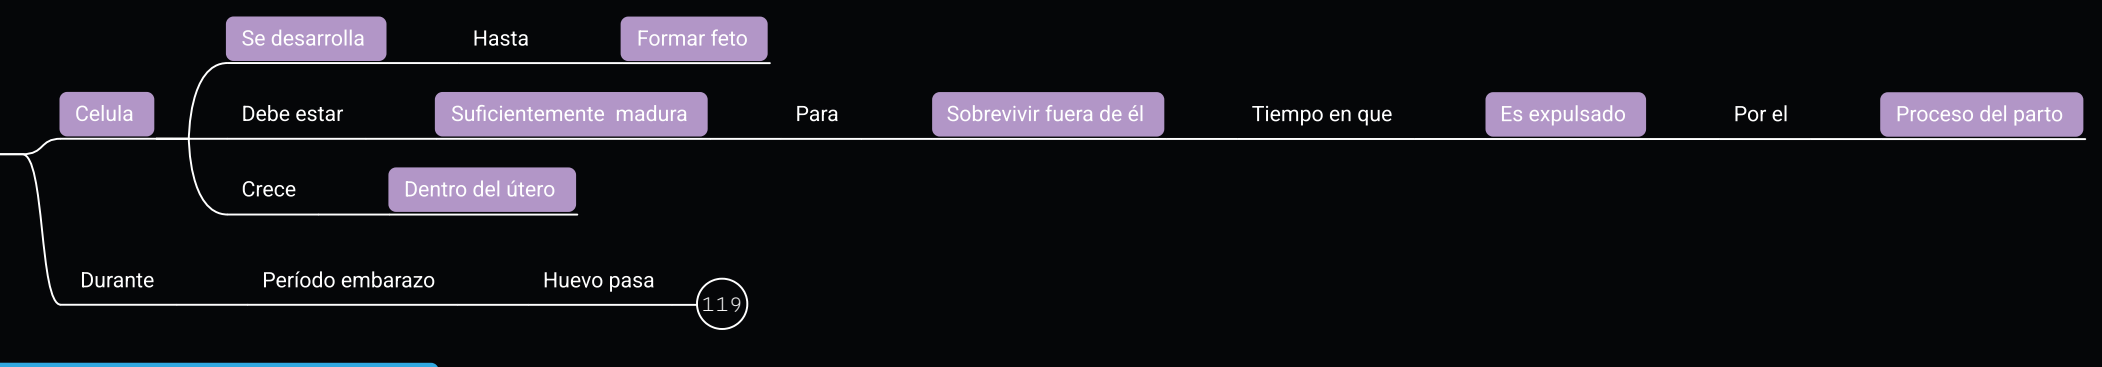 Se desarrolla Hasta Formar feto
Celula Debe estar Suficientemente madura Para Sobrevivir fuera de él Tiempo en que Es expulsado Por el Proceso del parto
Crece Dentro del útero
Durante Período embarazo Huevo pasa
119